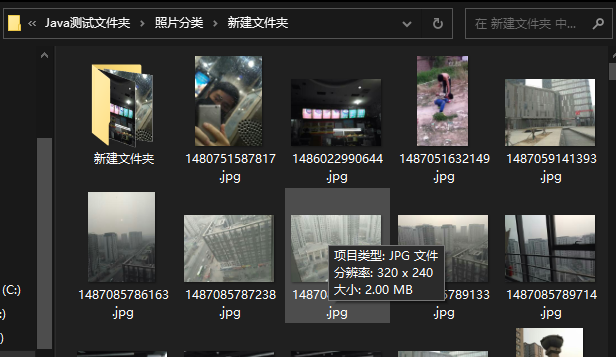 « Java测试文件夹 › 照片分类 › 新建文件夹
在 新建文件夹 中...
新建文件夹
1480751587817
.jpg
1486022990644
.jpg
1487051632149
.jpg
1487059141393
.jpg
1487085786163
.jpg
1487085787238
.jpg
.jpg
789133
.jpg
1487085789714
.jpg
项目类型: JPG 文件
分辨率: 320 x 240
大小: 2.00 MB
(C:)
:)
)